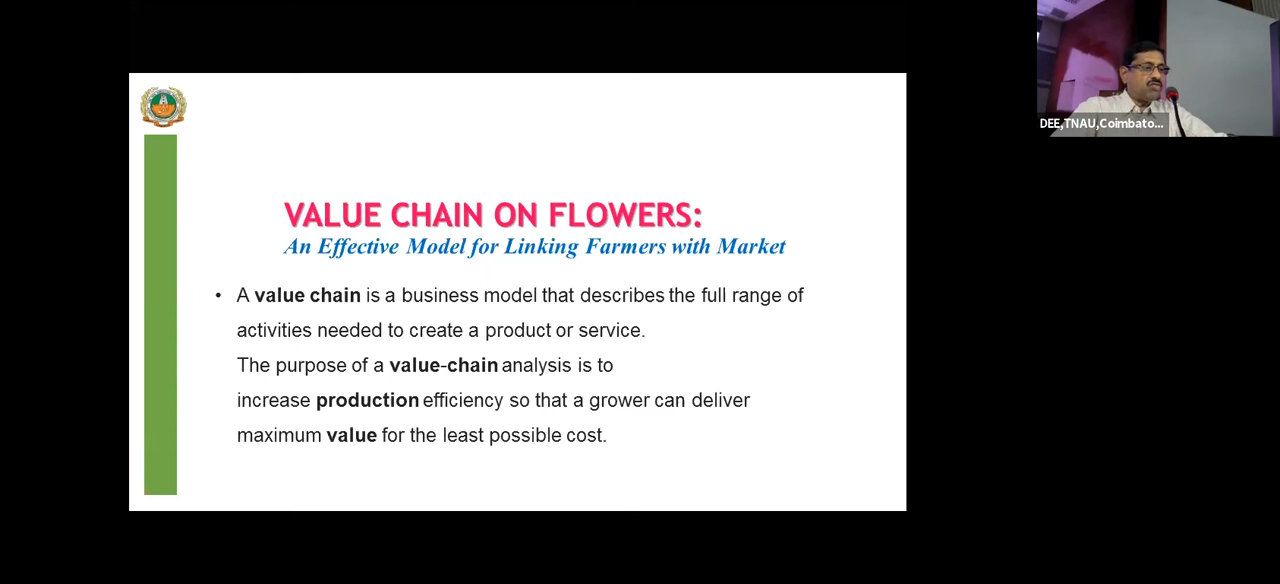 DEE,TNAU,Coimbato...
VALUE CHAIN ON FLOWERS:
An Effective Model for Linking Farmers with Market
• A value chain is a business model that describes the full range of
activities needed to create a product or service.
The purpose of a value-chain analysis is to
increase production efficiency so that a grower can deliver
maximum value for the least possible cost.